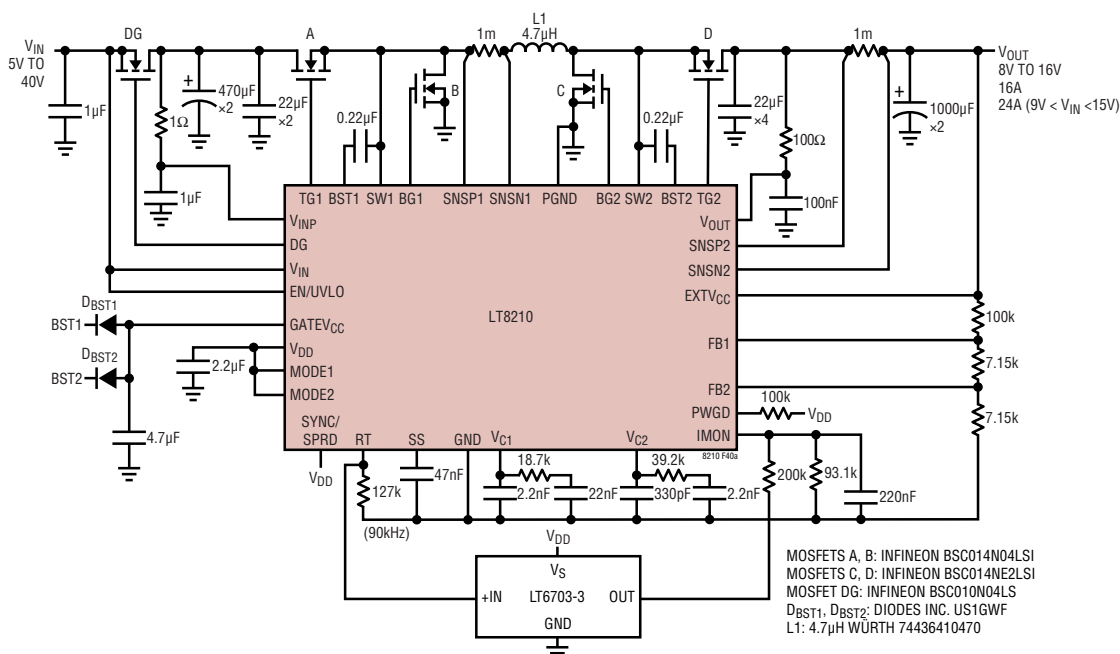 VIN
5V TO
40V
DG
A
1m
L1
4.7µH
D
1m
VOUT
8V TO 16V
16A
24A (9V < VIN <15V)
1µF
1Ω
+
470µF
×2
22µF
×2
B
C
0.22µF
0.22µF
22µF
×4
100Ω
+
1000µF
×2
1µF
100nF
TG1
BST1
SW1
BG1
SNSP1
SNSN1
PGND
BG2
SW2
BST2
TG2
VINP
DG
VIN
EN/UVLO
GATEVCC
VDD
MODE1
MODE2
LT8210
VOUT
SNSP2
SNSN2
EXTVCC
FB1
FB2
PWGD
IMON
8210 F40a
DBST1
BST1
DBST2
BST2
2.2µF
4.7µF
100k
7.15k
7.15k
100k
VDD
SYNC/
SPRD
RT
SS
GND
VC1
VC2
VDD
127k
(90kHz)
47nF
18.7k
2.2nF
22nF
39.2k
330pF
2.2nF
200k
93.1k
220nF
VDD
VS
+IN
LT6703-3
OUT
GND
MOSFETS A, B: INFINEON BSC014N04LSI
MOSFETS C, D: INFINEON BSC014NE2LSI
MOSFET DG: INFINEON BSC010N04LS
DBST1, DBST2: DIODES INC. US1GWF
L1: 4.7µH WÜRTH 74436410470